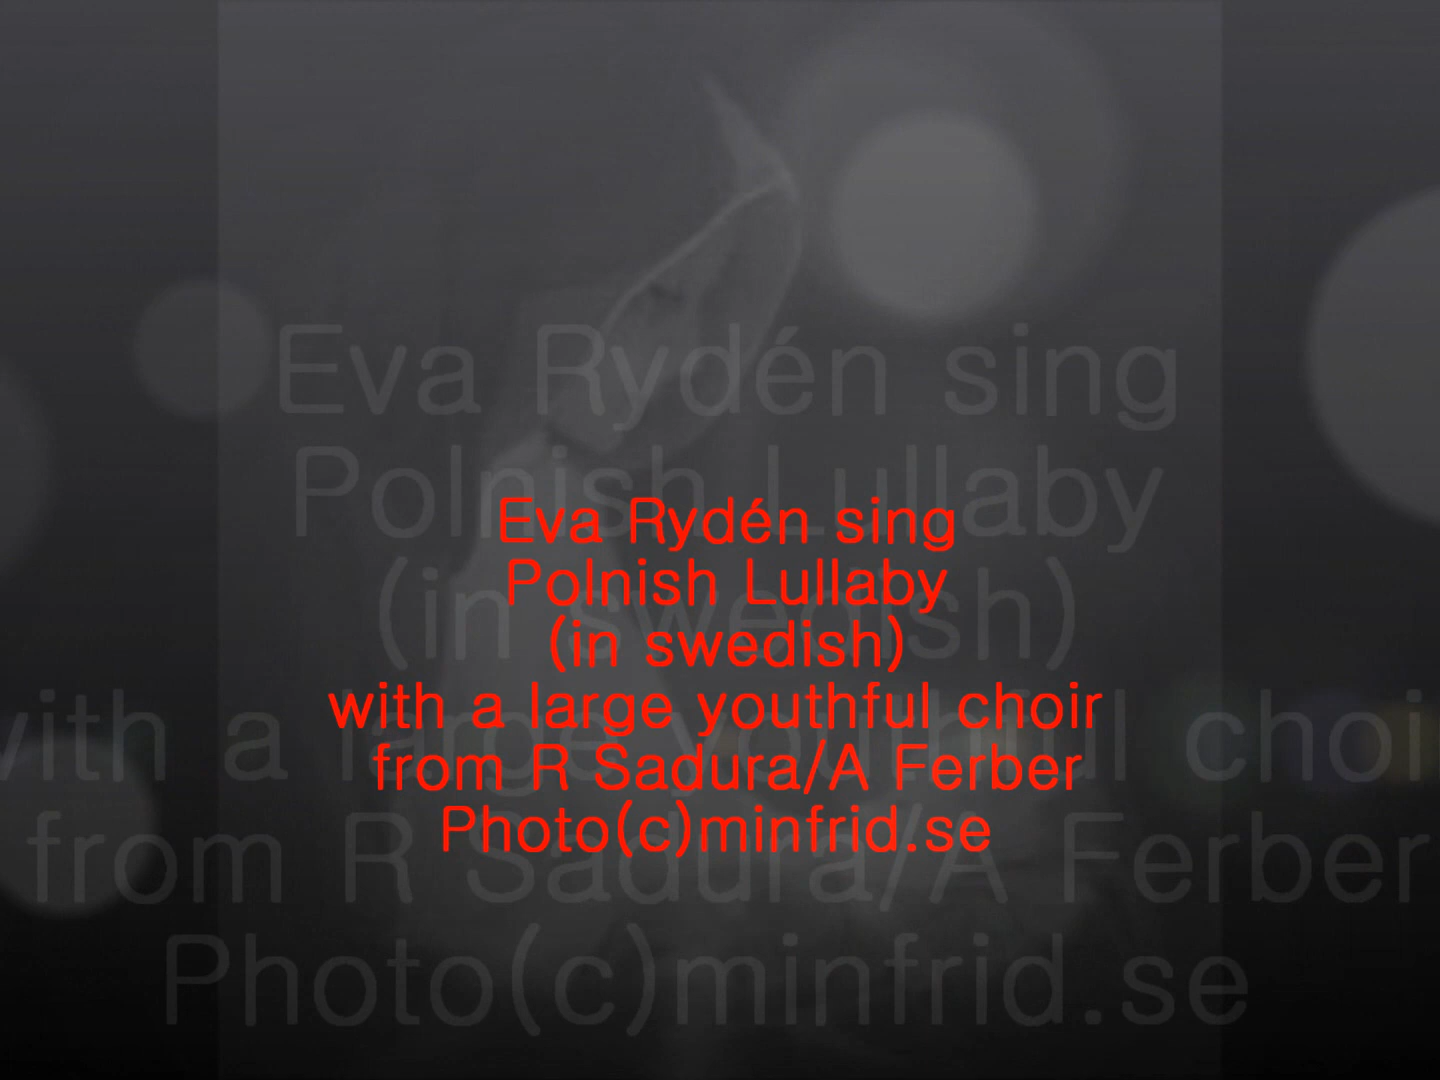 Eva Rydén sing
Polnish Lullaby
(in swedish)
with a large youthful choir
from R Sadura/A Ferber
Photo(c)minfrid.se